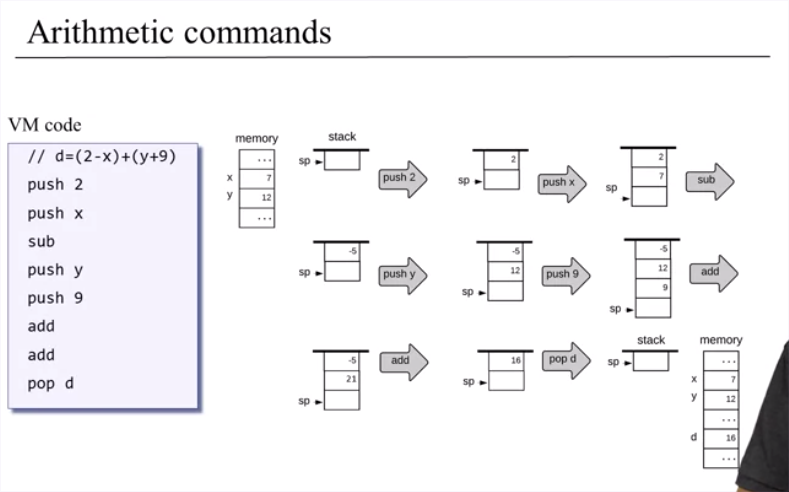 Arithmetic commands
VM code
// d=(2-x)+(y+9)
push 2
push x
sub
push y
push 9
add
add
pop d
memory
...
x 7
y 12
...
stack
sp
push 2
2
sp
push x
2
7
sp
sub
-5
sp
push y
-5
12
sp
push 9
-5
12
9
sp
add
-5
21
sp
add
16
sp
pop d
stack
sp
memory
...
x 7
y 12
...
d 16
...